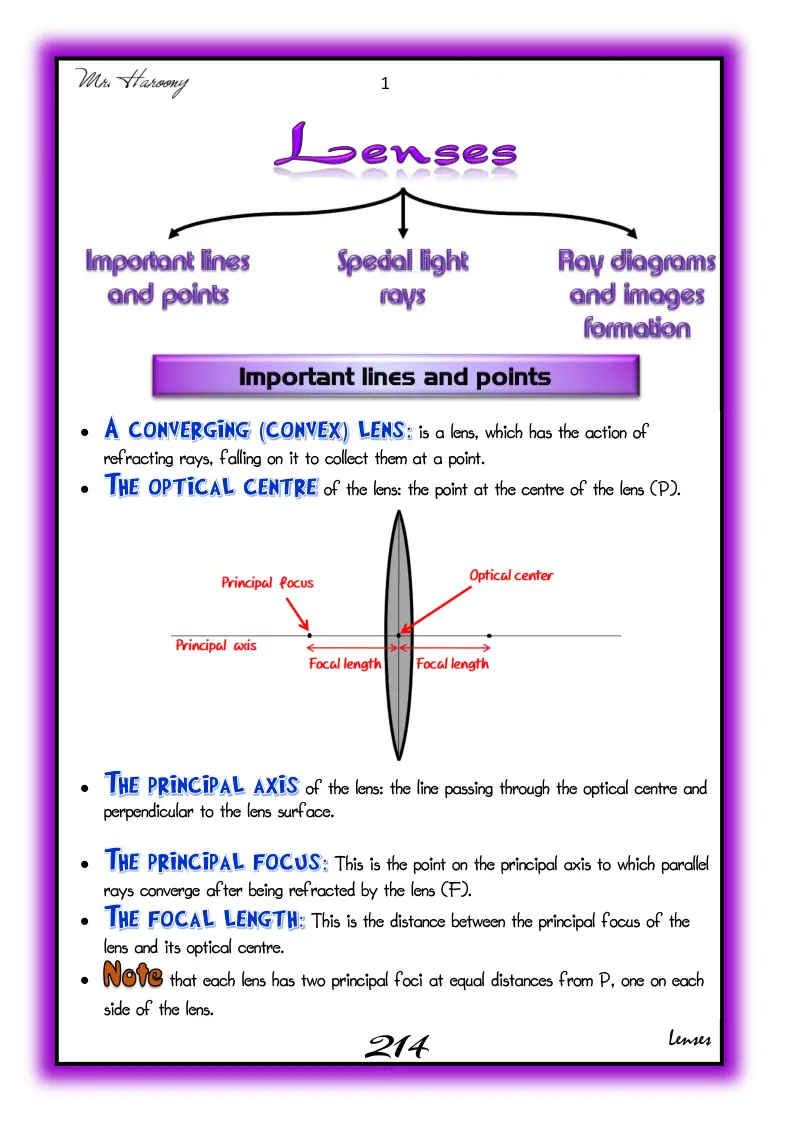 Mr. Haroony
1
Lenses
Important lines
and points
Special light
rays
Ray diagrams
and images
formation
Important lines and points
• A converging (convex) lens: is a lens, which has the action of
refracting rays, falling on it to collect them at a point.
• The optical centre of the lens: the point at the centre of the lens (P).
Principal focus
Optical center
Principal axis
Focal length
Focal length
• The principal axis of the lens: the line passing through the optical centre and
perpendicular to the lens surface.
• The principal focus: This is the point on the principal axis to which parallel
rays converge after being refracted by the lens (F).
• The focal length: This is the distance between the principal focus of the
lens and its optical centre.
• Note that each lens has two principal foci at equal distances from P, one on each
side of the lens.
214
Lenses